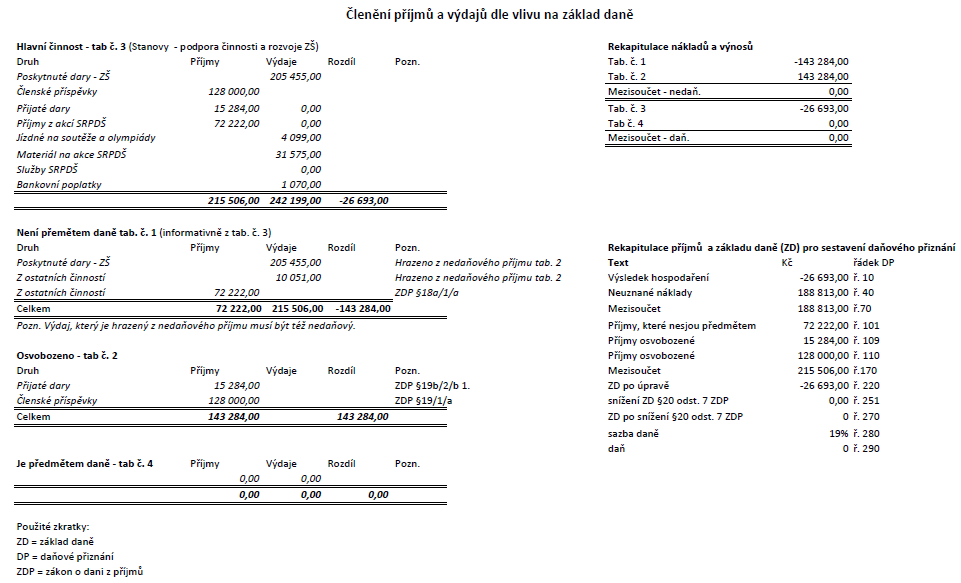 Členění příjmů a výdajů dle vlivu na základ daně
Hlavní činnost - tab č. 3 (Stanovy - podpora činnosti a rozvoje ZŠ)
Druh Příjmy Výdaje Rozdíl Pozn.
Poskytnuté dary - ZŠ 205 455,00
Členské příspěvky 128 000,00
Přijaté dary 15 284,00 0,00
Příjmy z akcí SRPDŠ 72 222,00 0,00
Jízdné na soutěže a olympiády 4 099,00
Materiál na akce SRPDŠ 31 575,00
Služby SRPDŠ 0,00
Bankovní poplatky 1 070,00
215 506,00 242 199,00 -26 693,00
Není přemětem daně tab. č. 1 (informativně z tab. č. 3)
Druh Příjmy Výdaje Rozdíl Pozn.
Poskytnuté dary - ZŠ 205 455,00 Hrazeno z nedaňového příjmu tab. 2
Z ostatních činností 10 051,00 Hrazeno z nedaňového příjmu tab. 2
Z ostatních činností 72 222,00 ZDP §18a/1/a
Celkem 72 222,00 215 506,00 -143 284,00
Pozn. Výdaj, který je hrazený z nedaňového příjmu musí být též nedaňový.
Osvobozeno - tab č. 2
Druh Příjmy Výdaje Rozdíl Pozn.
Přijaté dary 15 284,00 ZDP §19b/2/b 1.
Členské příspěvky 128 000,00 ZDP §19/1/a
Celkem 143 284,00 143 284,00
Je předmětem daně - tab č. 4 Příjmy Výdaje Rozdíl Pozn.
0,00 0,00
0,00 0,00 0,00
Použité zkratky:
ZD = základ daně
DP = daňové přiznání
ZDP = zákon o dani z příjmů
Rekapitulace nákladů a výnosů
Tab. č. 1 -143 284,00
Tab. č. 2 143 284,00
Mezisoučet - nedaň. 0,00
Tab. č. 3 -26 693,00
Tab č. 4 0,00
Mezisoučet - daň. 0,00
Rekapitulace příjmů a základu daně (ZD) pro sestavení daňového přiznání
Text Kč řádek DP
Výsledek hospodaření -26 693,00 ř. 10
Neuznané náklady 188 813,00 ř. 40
Mezisoučet 188 813,00 ř.70
Příjmy, které nesjou předmětem 72 222,00 ř. 101
Příjmy osvobozené 15 284,00 ř. 109
Příjmy osvobozené 128 000,00 ř. 110
Mezisoučet 215 506,00 ř.170
ZD po úpravě -26 693,00 ř. 220
snížení ZD §20 odst. 7 ZDP 0,00 ř. 251
ZD po snížení §20 odst. 7 ZDP 0 ř. 270
sazba daně 19% ř. 280
daň 0 ř. 290